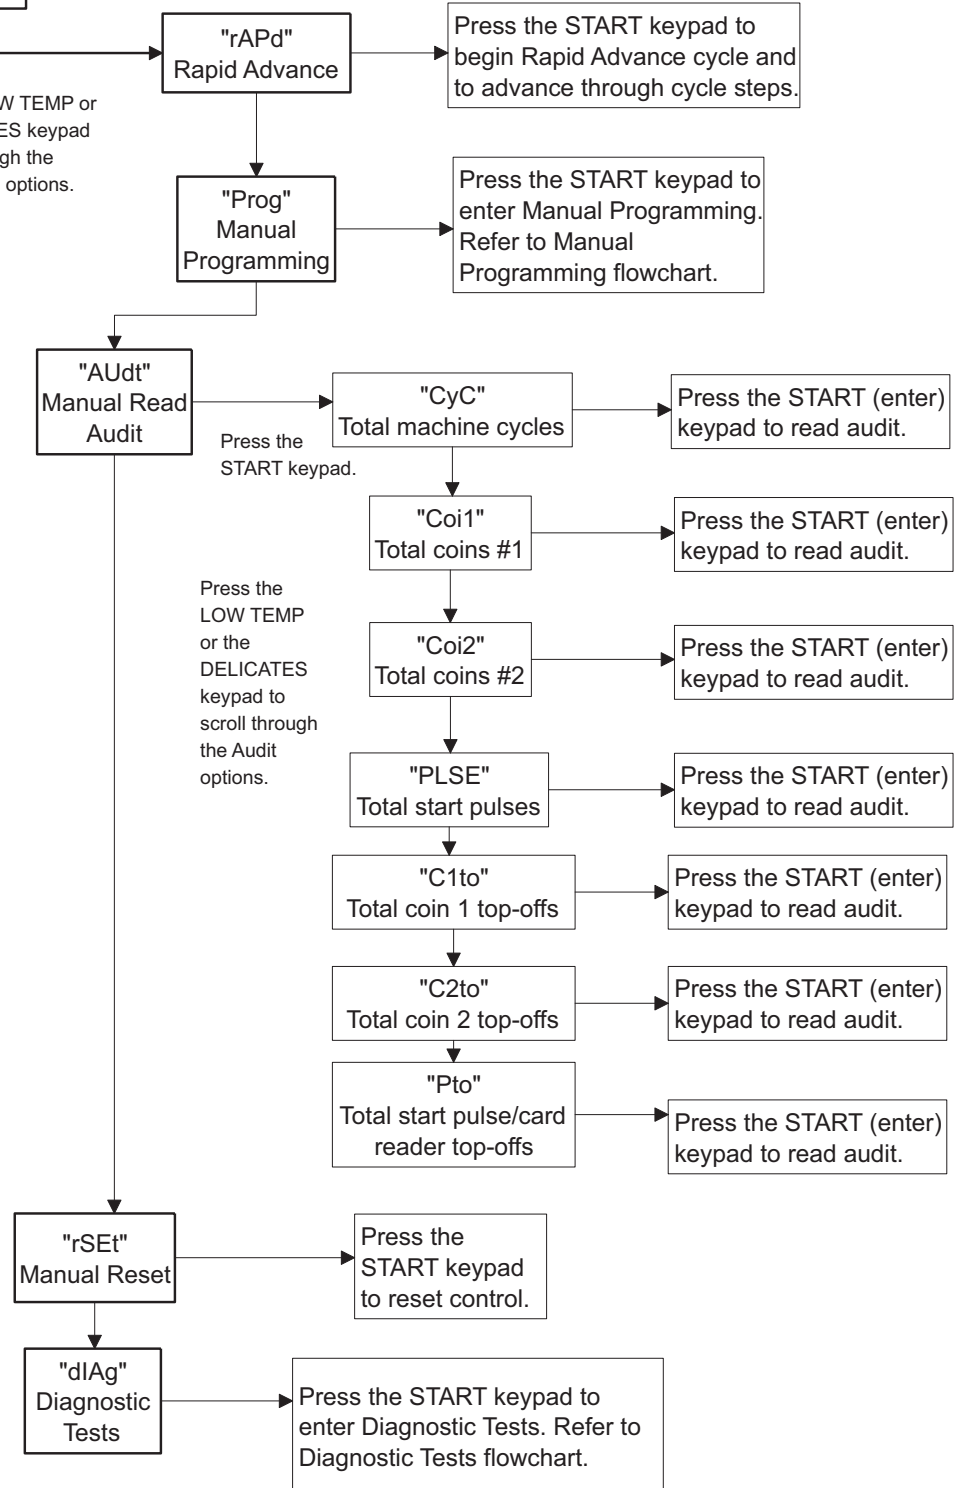 "rAPd"
Rapid Advance
Press the START keypad to
begin Rapid Advance cycle and
to advance through cycle steps.
TEMP or
keypad
the
options.
"Prog"
Manual
Programming
Press the START keypad to
enter Manual Programming.
Refer to Manual
Programming flowchart.
"AUdt"
Manual Read
Audit
Press the
START keypad.
"CyC"
Total machine cycles
Press the START (enter)
keypad to read audit.
"Coi1"
Total coins #1
Press the START (enter)
keypad to read audit.
Press the
LOW TEMP
or the
DELICATES
keypad to
scroll through
the Audit
options.
"Coi2"
Total coins #2
Press the START (enter)
keypad to read audit.
"PLSE"
Total start pulses
Press the START (enter)
keypad to read audit.
"C1to"
Total coin 1 top-offs
Press the START (enter)
keypad to read audit.
"C2to"
Total coin 2 top-offs
Press the START (enter)
keypad to read audit.
"Pto"
Total start pulse/card
reader top-offs
Press the START (enter)
keypad to read audit.
"rSEt"
Manual Reset
Press the
START keypad
to reset control.
"dIAg"
Diagnostic
Tests
Press the START keypad to
enter Diagnostic Tests. Refer to
Diagnostic Tests flowchart.